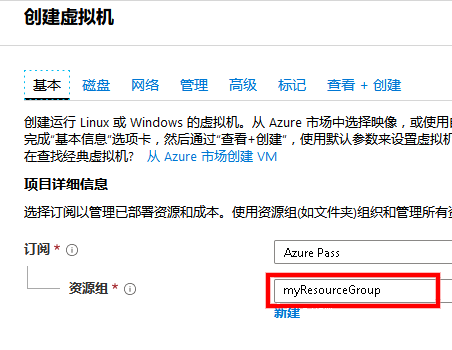 创建虚拟机
基本 磁盘 网络 管理 高级 标记 查看 + 创建
创建运行 Linux 或 Windows 的虚拟机。从 Azure 市场中选择映像，或使用
完成“基本信息”选项卡，然后通过“查看+创建”，使用默认参数来设置虚拟机
在查找经典虚拟机？ 从 Azure 市场创建 VM
项目详细信息
选择订阅以管理已部署资源和成本。使用资源组(如文件夹)组织和管理所有资
订阅 *
Azure Pass
资源组 *
myResourceGroup
新建